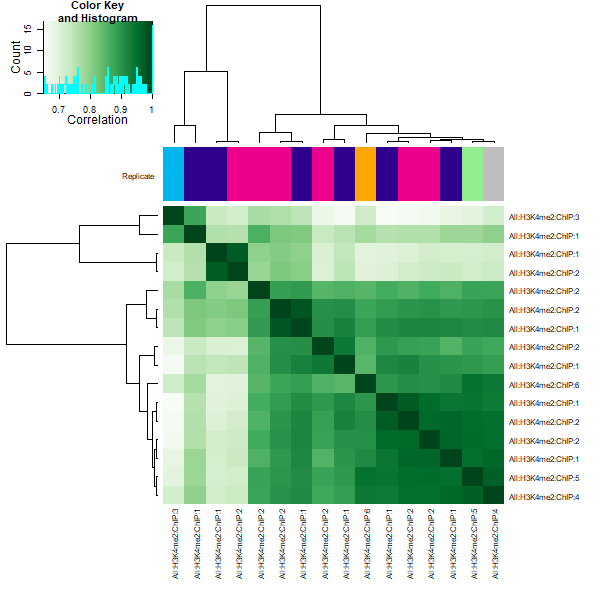 Color Key
and Histogram
Count
0
5
10
15
0.7
0.8
0.9
1
Correlation
Replicate
All:H3K4me2:ChIP:3
All:H3K4me2:ChIP:1
All:H3K4me2:ChIP:1
All:H3K4me2:ChIP:2
All:H3K4me2:ChIP:2
All:H3K4me2:ChIP:2
All:H3K4me2:ChIP:1
All:H3K4me2:ChIP:2
All:H3K4me2:ChIP:1
All:H3K4me2:ChIP:6
All:H3K4me2:ChIP:1
All:H3K4me2:ChIP:2
All:H3K4me2:ChIP:2
All:H3K4me2:ChIP:1
All:H3K4me2:ChIP:5
All:H3K4me2:ChIP:4
All:H3K4me2:ChIP:3
All:H3K4me2:ChIP:1
All:H3K4me2:ChIP:1
All:H3K4me2:ChIP:2
All:H3K4me2:ChIP:2
All:H3K4me2:ChIP:2
All:H3K4me2:ChIP:1
All:H3K4me2:ChIP:2
All:H3K4me2:ChIP:1
All:H3K4me2:ChIP:6
All:H3K4me2:ChIP:1
All:H3K4me2:ChIP:2
All:H3K4me2:ChIP:2
All:H3K4me2:ChIP:1
All:H3K4me2:ChIP:5
All:H3K4me2:ChIP:4